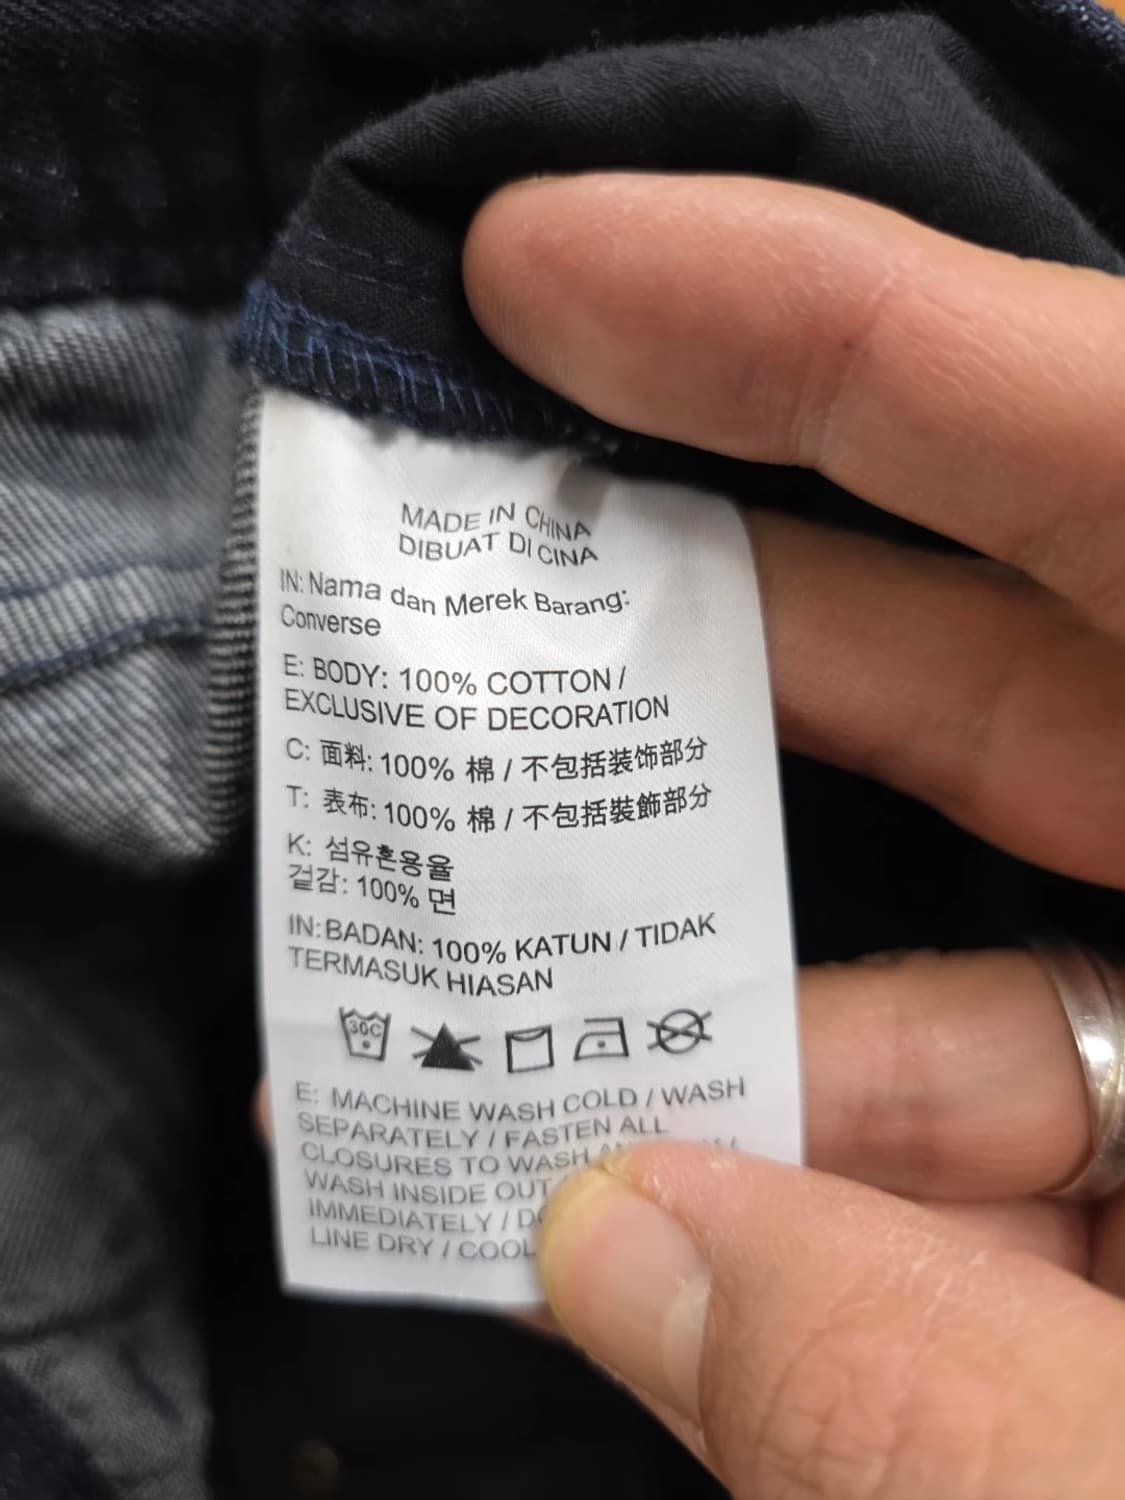 MADE IN CHINA
DIBUAT DI CINA
IN: Nama dan Merek Barang:
Converse
E: BODY: 100% COTTON /
EXCLUSIVE OF DECORATION
C: 面料: 100% 棉 / 不包括装饰部分
T: 表布: 100% 棉 / 不包括裝飾部分
K: 섬유혼용율
겉감: 100% 면
IN: BADAN: 100% KATUN / TIDAK
TERMASUK HIASAN
30C
E: MACHINE WASH COLD / WASH
SEPARATELY / FASTEN ALL
CLOSURES TO WASH
WASH INSIDE OUT
IMMEDIATELY /
LINE DRY / COOL